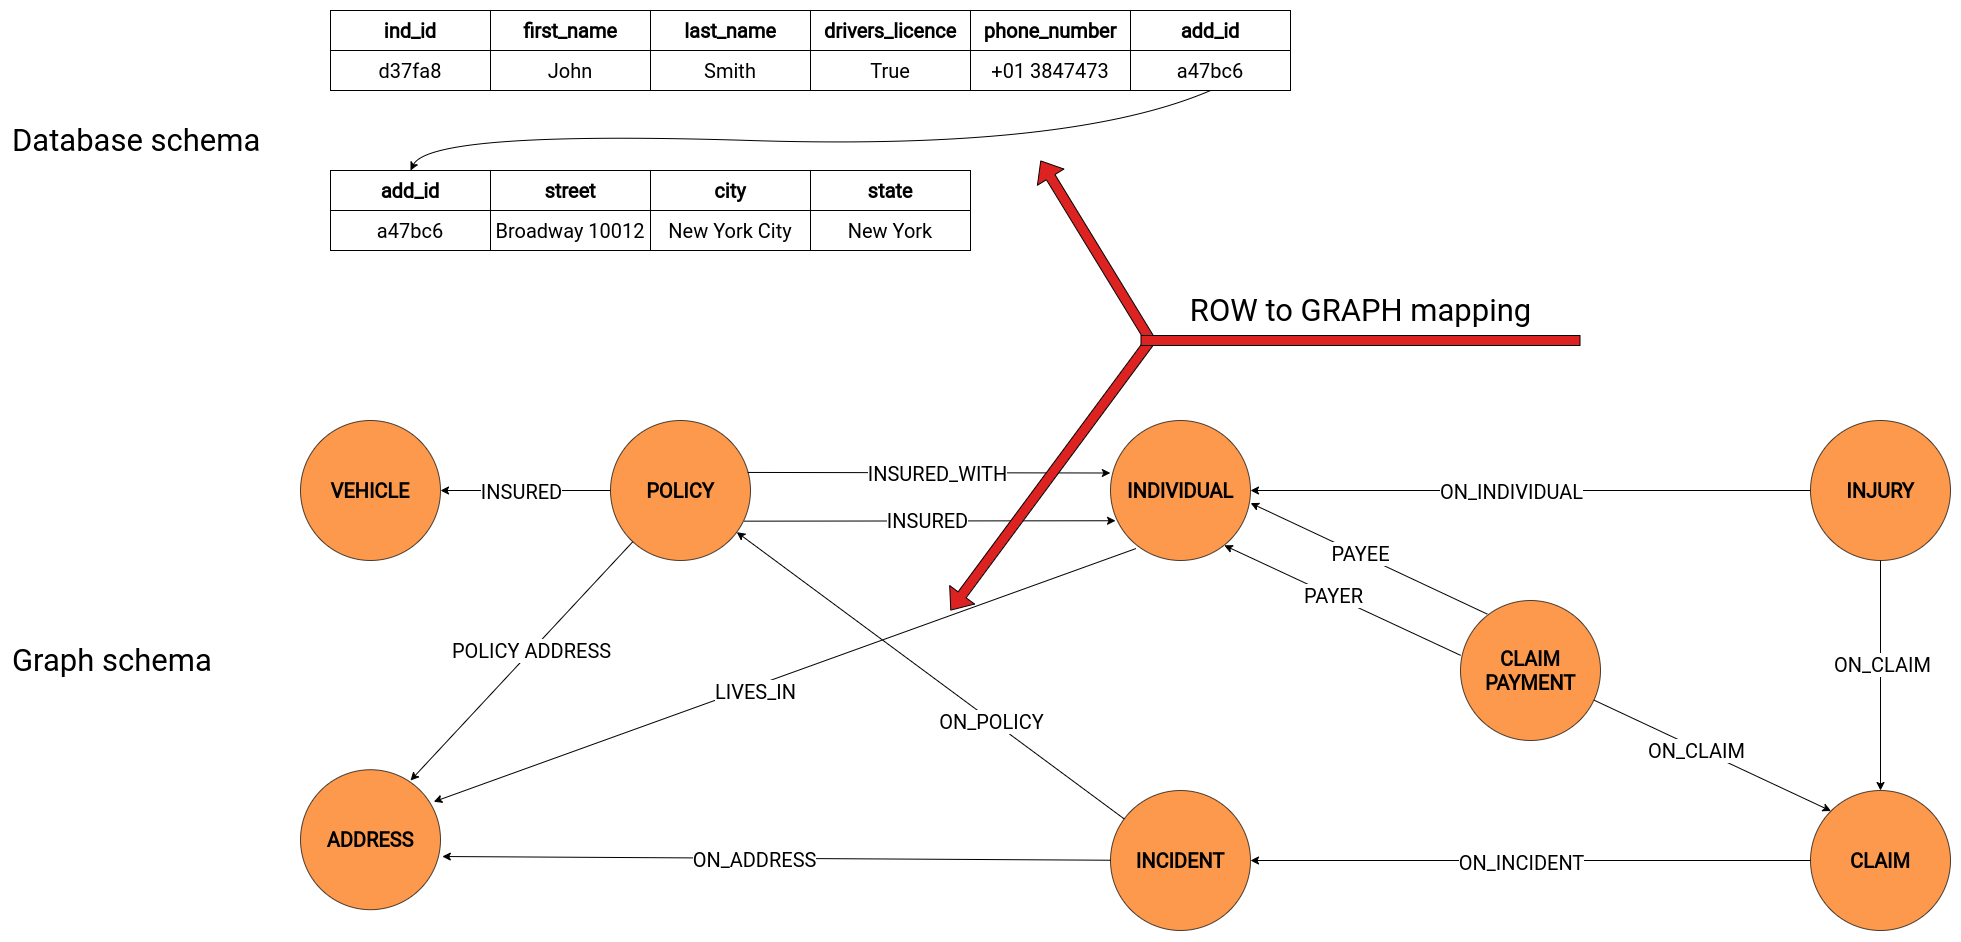 ind_id first_name last_name drivers_licence phone_number add_id
d37fa8 John Smith True +01 3847473 a47bc6
Database schema
add_id street city state
a47bc6 Broadway 10012 New York City New York
ROW to GRAPH mapping
INSURED_WITH
VEHICLE INSURED POLICY INDIVIDUAL ON_INDIVIDUAL INJURY
INSURED
PAYEE
PAYER
POLICY ADDRESS
Graph schema
CLAIM
PAYMENT
ON_CLAIM
LIVES_IN
ON_POLICY
ON_CLAIM
ADDRESS
ON_ADDRESS INCIDENT ON_INCIDENT CLAIM